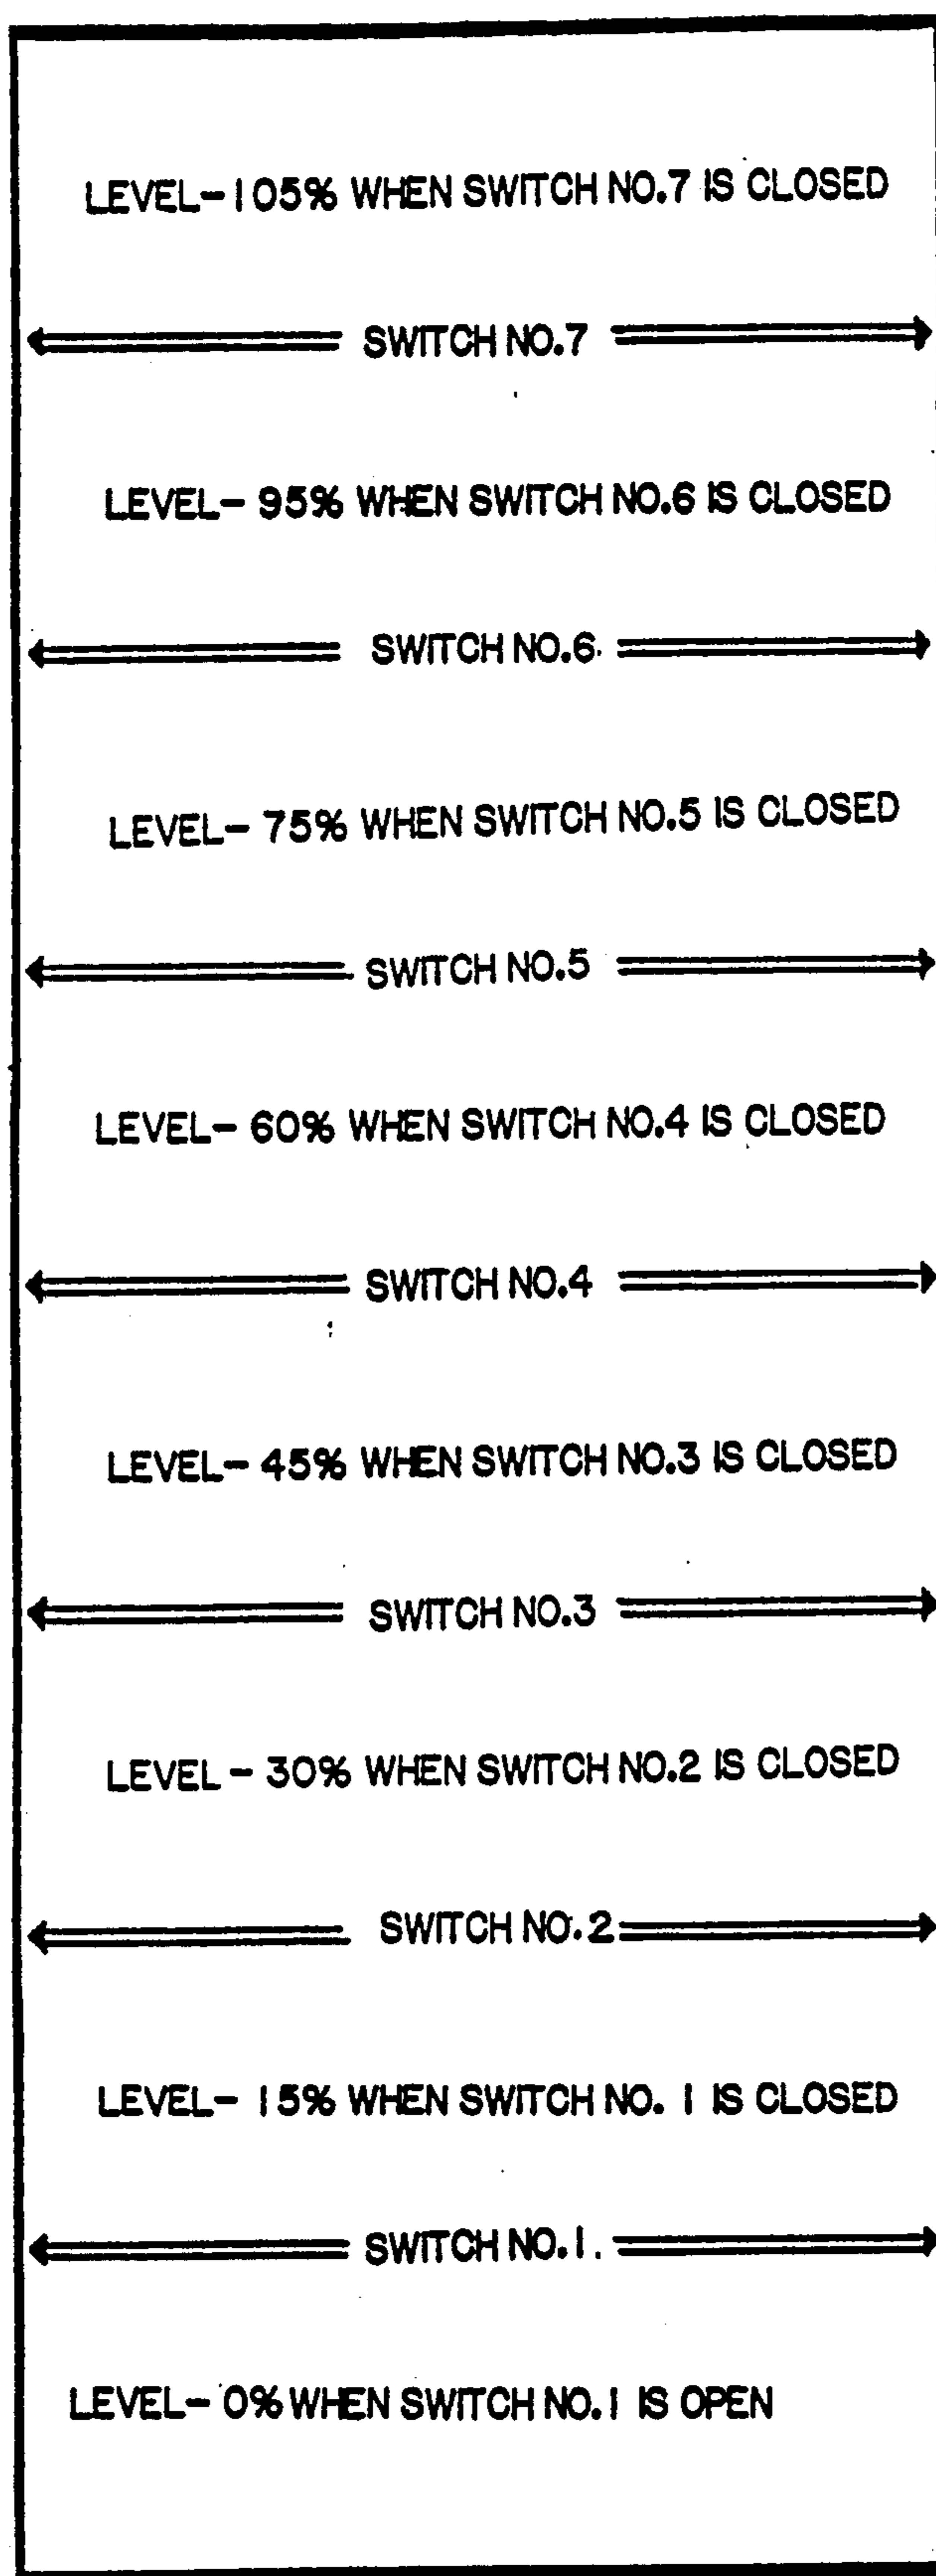 LEVEL-105% WHEN SWITCH NO.7 IS CLOSED
SWITCH NO.7
LEVEL- 95% WHEN SWITCH NO.6 IS CLOSED
SWITCH NO.6
LEVEL- 75% WHEN SWITCH NO.5 IS CLOSED
SWITCH NO.5
LEVEL- 60% WHEN SWITCH NO.4 IS CLOSED
SWITCH NO.4
LEVEL- 45% WHEN SWITCH NO.3 IS CLOSED
SWITCH NO.3
LEVEL - 30% WHEN SWITCH NO.2 IS CLOSED
SWITCH NO.2
LEVEL- 15% WHEN SWITCH NO. 1 IS CLOSED
SWITCH NO.1.
LEVEL- 0% WHEN SWITCH NO.1 IS OPEN